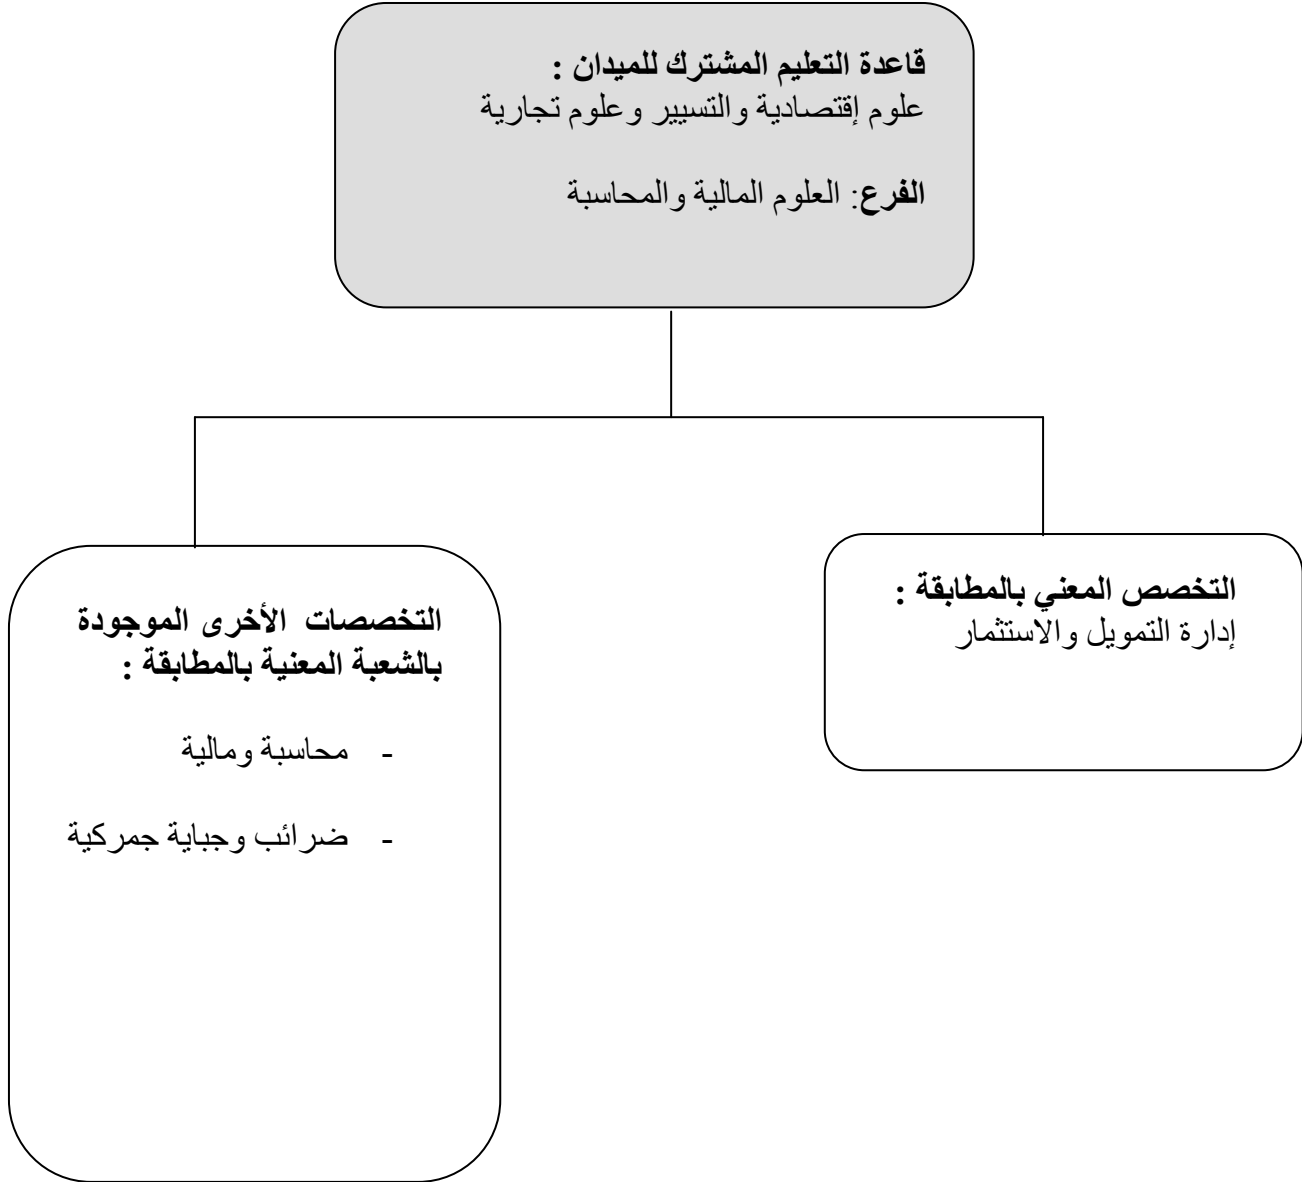 قاعدة التعليم المشترك للميدان :
علوم إقتصادية والتسيير وعلوم تجارية
الفرع: العلوم المالية والمحاسبة
التخصص المعني بالمطابقة :
إدارة التمويل والاستثمار
التخصصات الأخرى الموجودة
بالشعبة المعنية بالمطابقة :
- محاسبة ومالية
- ضرائب وجباية جمركية